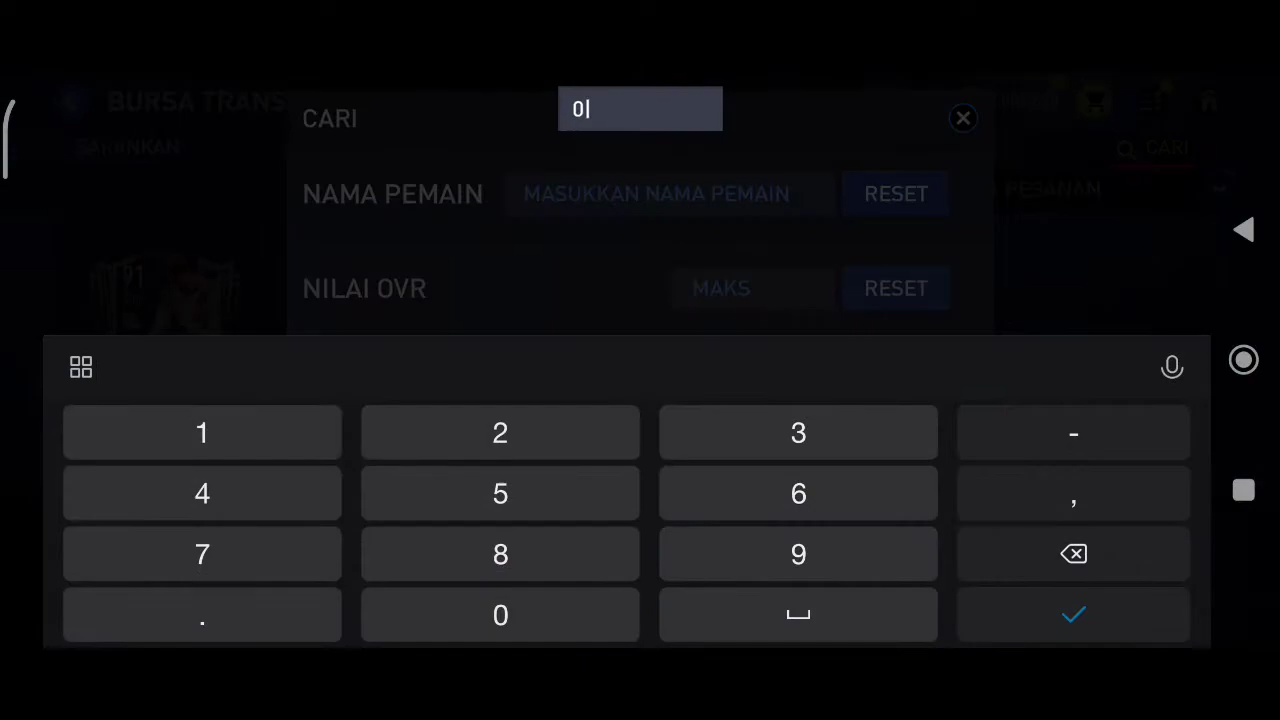 BURSA TRANS
CARI
0
NAMA PEMAIN
MASUKKAN NAMA PEMAIN
RESET
CARI
PESANAN
NILAI OVR
MAKS
RESET
1
2
3
-
4
5
6
,
7
8
9
.
0